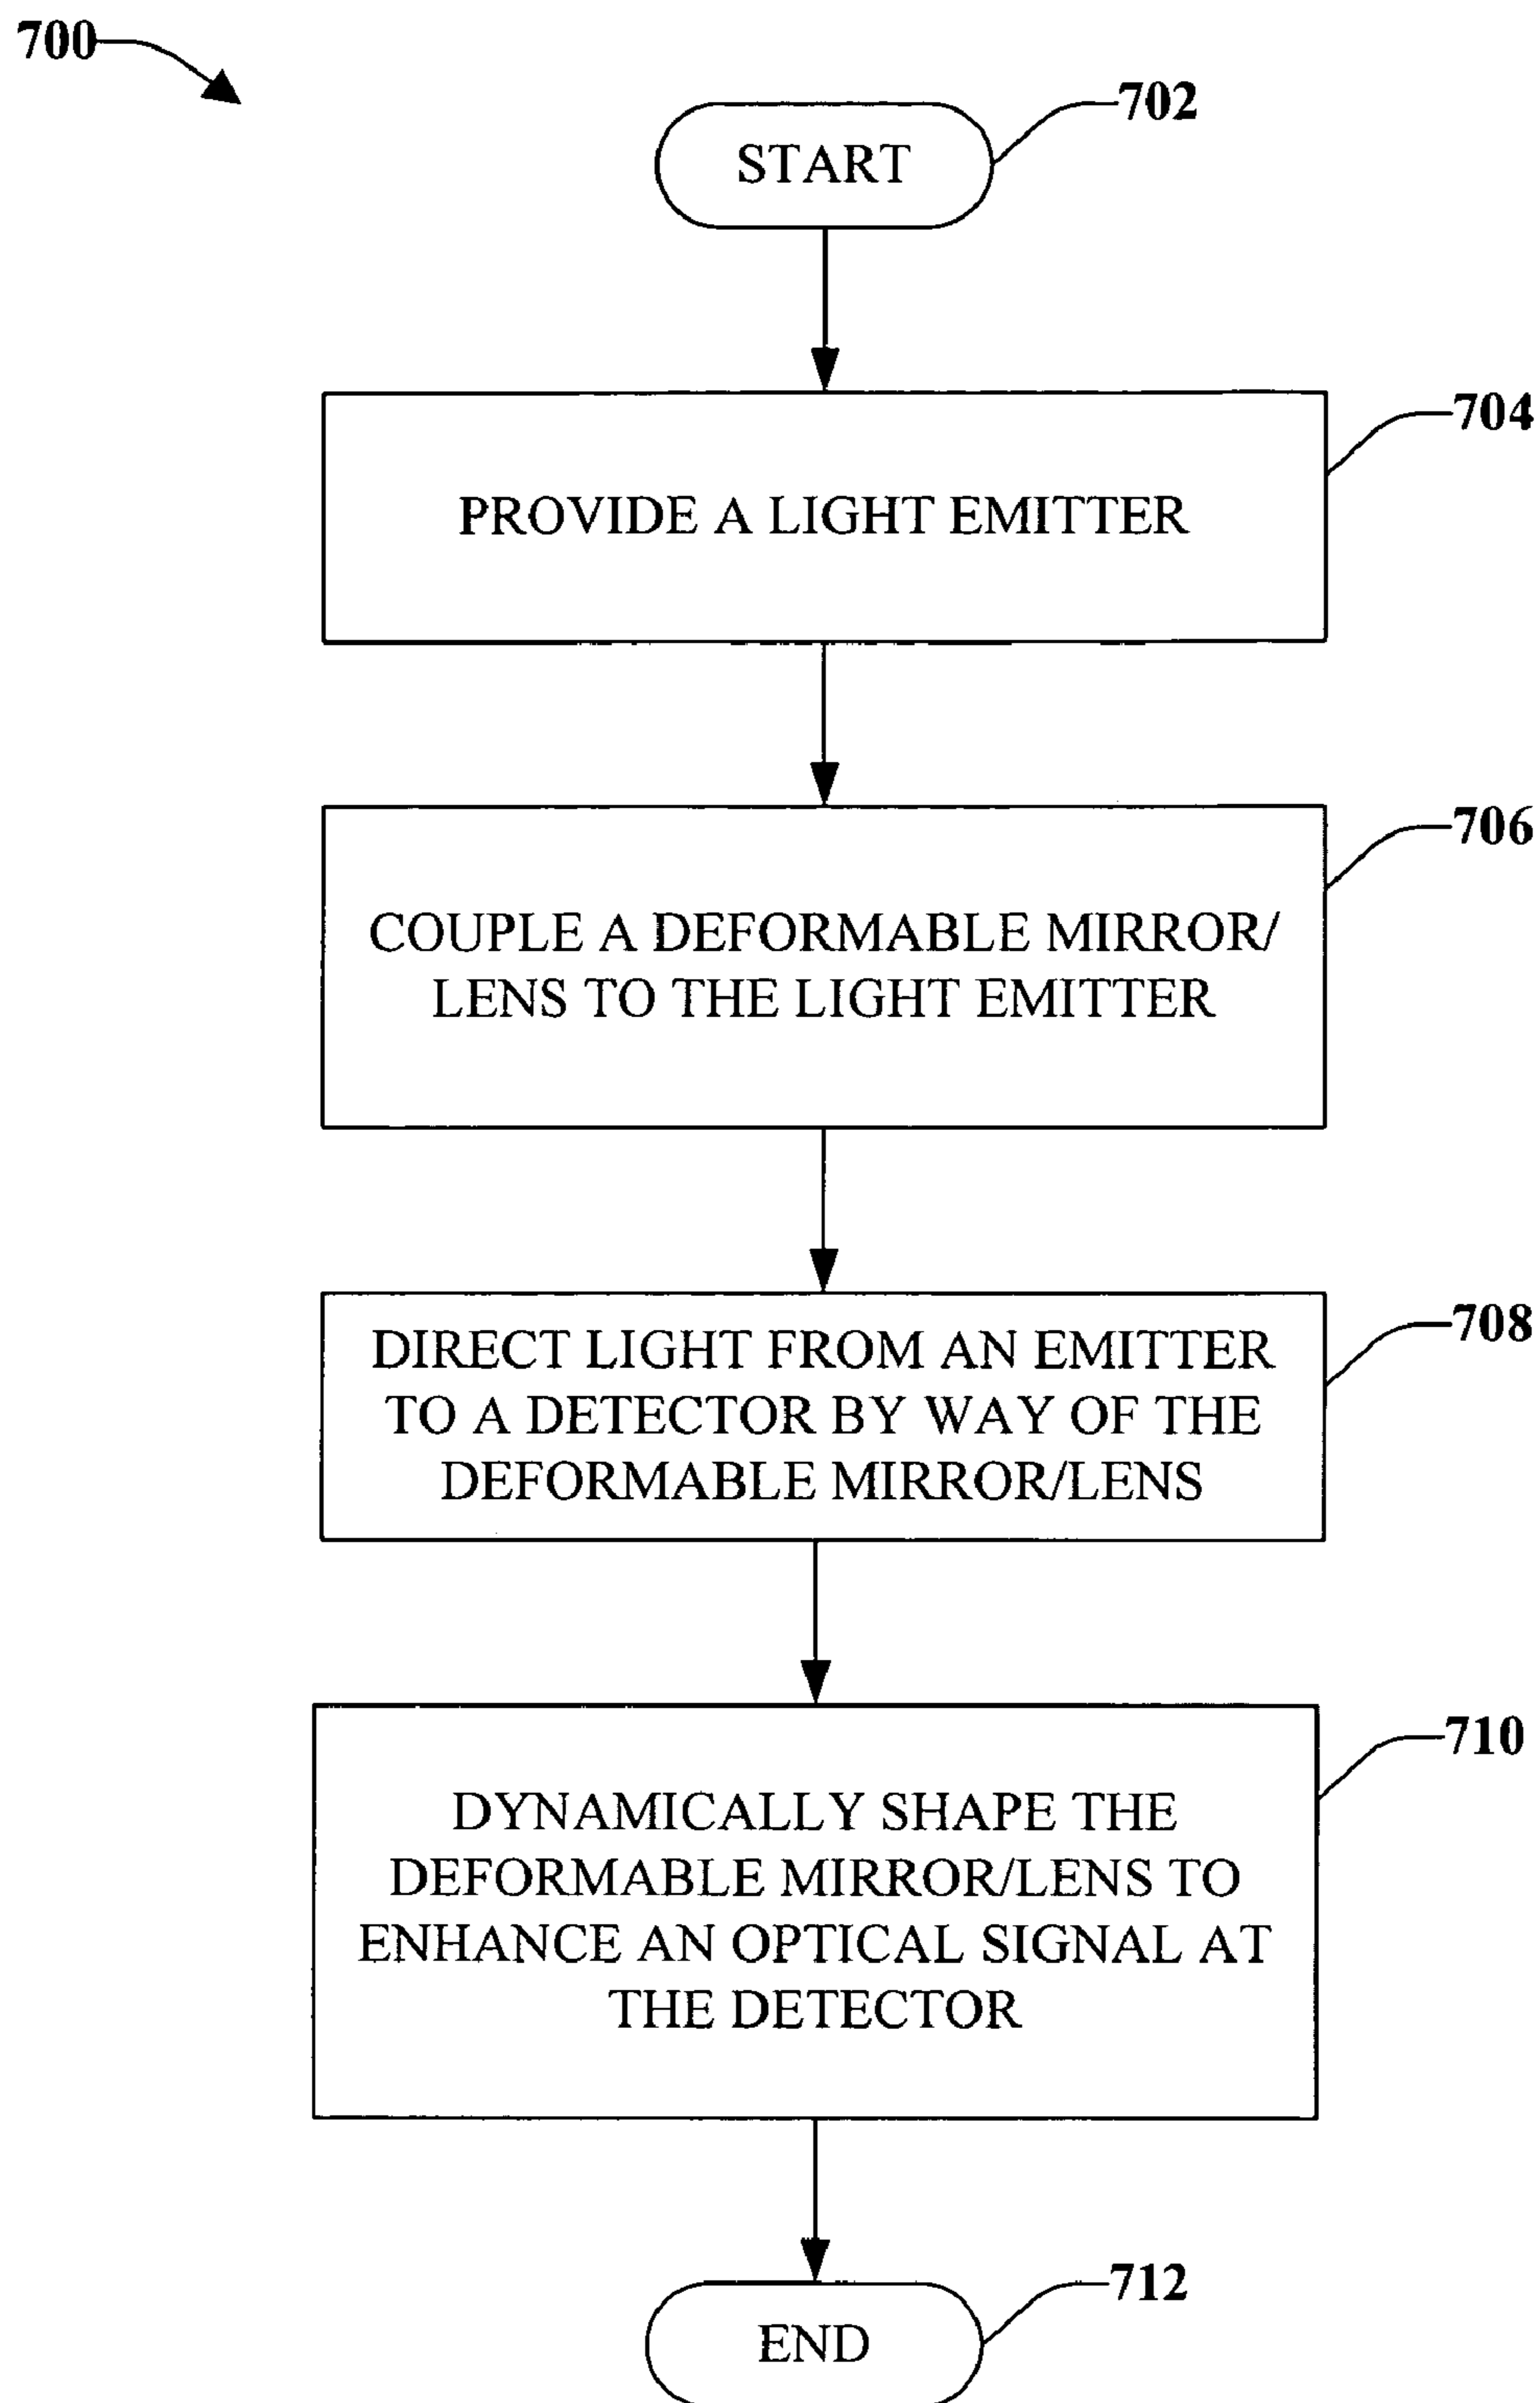 700
702
START
704
PROVIDE A LIGHT EMITTER
706
COUPLE A DEFORMABLE MIRROR/
LENS TO THE LIGHT EMITTER
708
DIRECT LIGHT FROM AN EMITTER
TO A DETECTOR BY WAY OF THE
DEFORMABLE MIRROR/LENS
710
DYNAMICALLY SHAPE THE
DEFORMABLE MIRROR/LENS TO
ENHANCE AN OPTICAL SIGNAL AT
THE DETECTOR
712
END